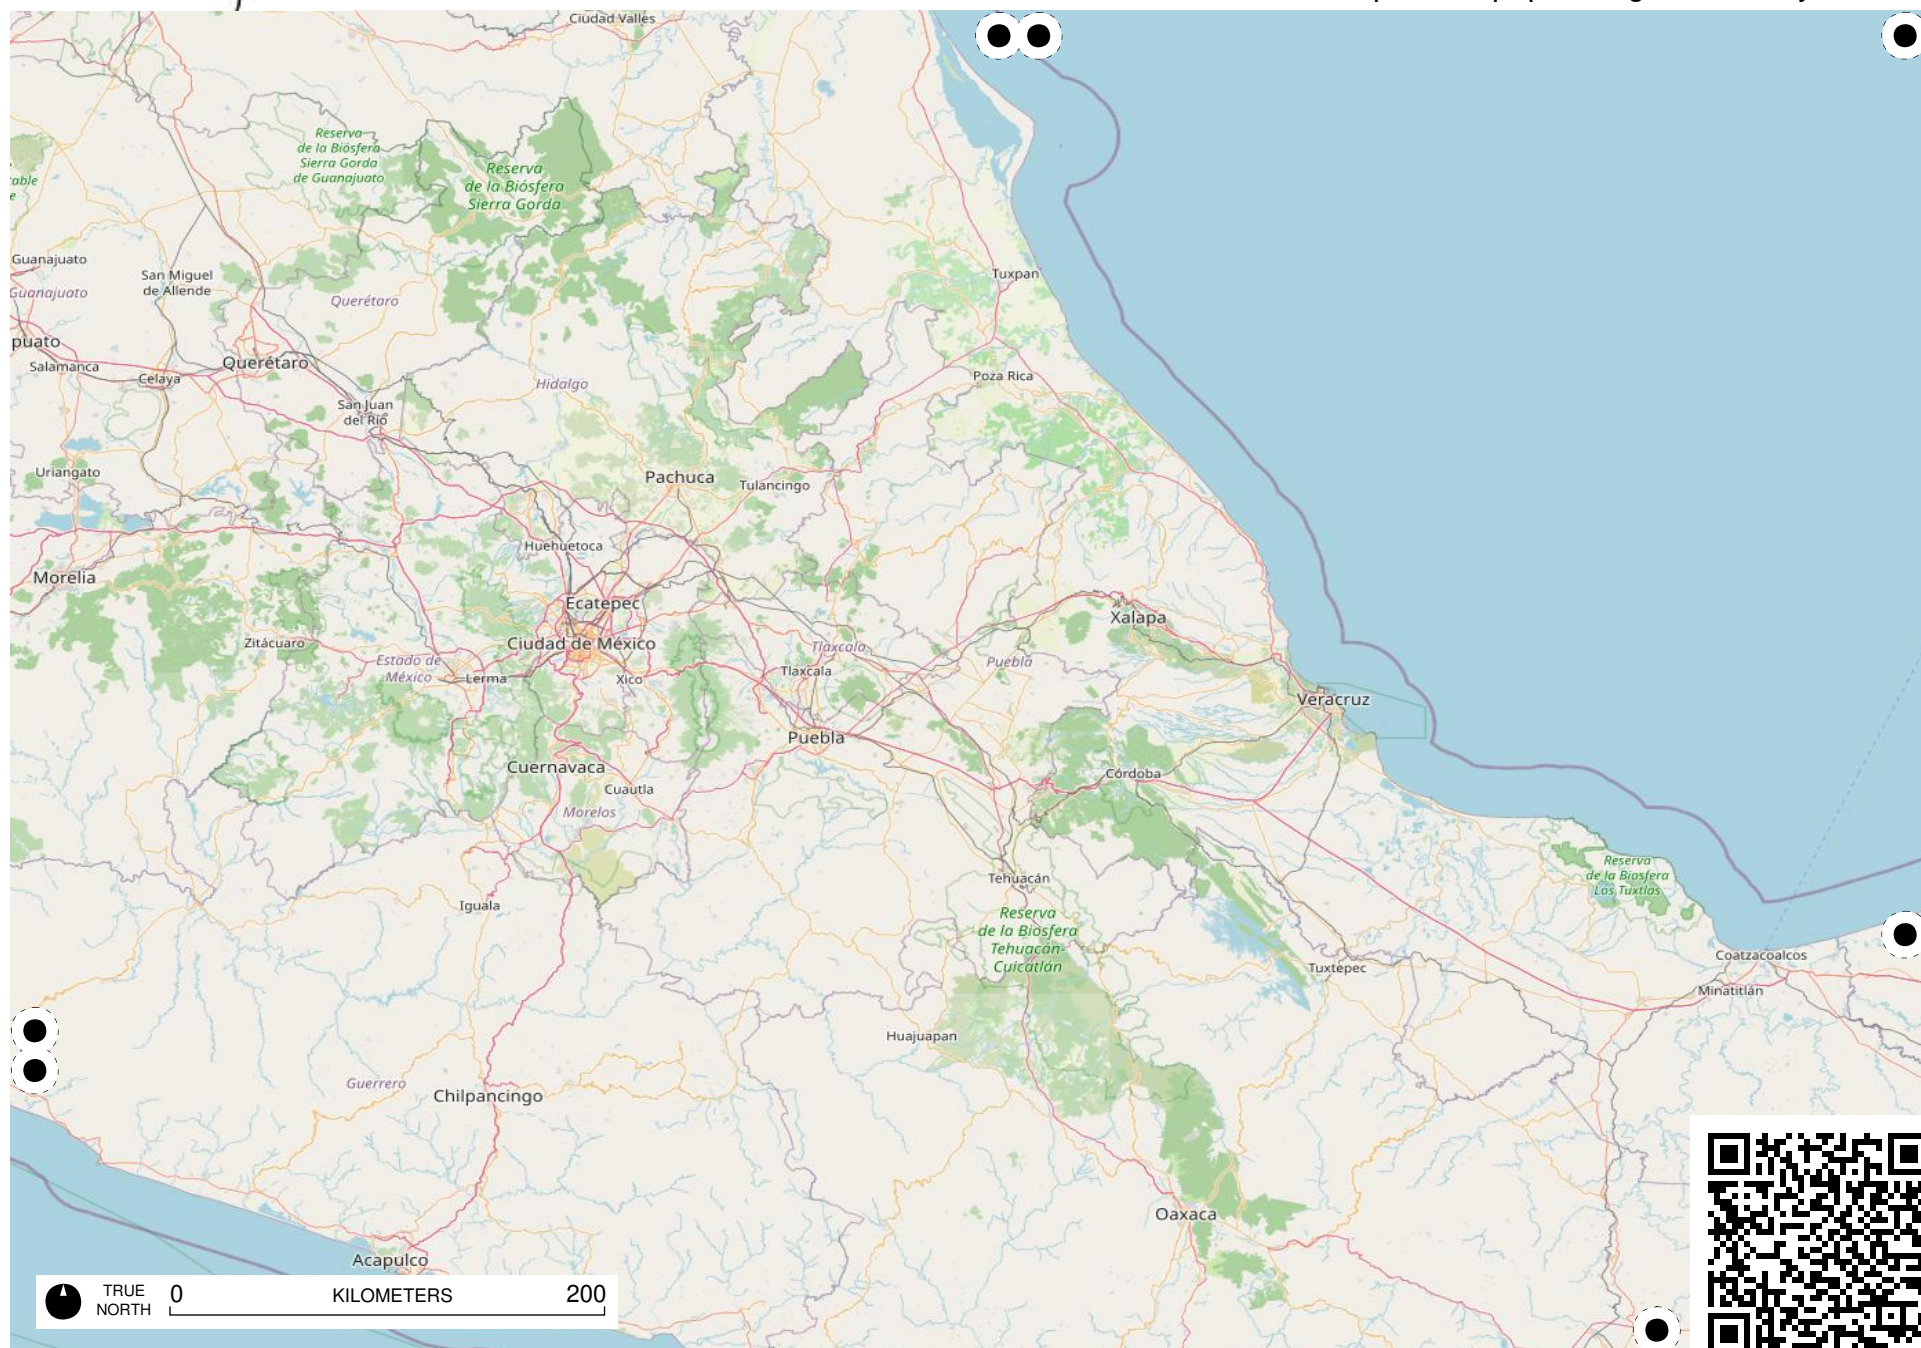 Ciudad Valles
Reserva
de la Biósfera
Sierra Gorda
de Guanajuato
Reserva
de la Biósfera
Sierra Gorda
Guanajuato
Guanajuato
San Miguel
de Allende
Querétaro
Tuxpan
puato
Salamanca
Celaya
Querétaro
Hidalgo
Poza Rica
San Juan
del Río
Uriangato
Pachuca
Tulancingo
Huehuetoca
Morelia
Ecatepec
Xalapa
Zitácuaro
Ciudad de México
Estado de
México
Lerma
Xico
Tlaxcala
Tlaxcala
Puebla
Veracruz
Puebla
Cuernavaca
Cuautla
Córdoba
Morelos
Tehuacán
Reserva
de la Biosfera
Los Tuxtlas
Iguala
Reserva
de la Biosfera
Tehuacán-
Cuicatlán
Tuxtepec
Coatzacoalcos
Minatitlán
Huajuapan
Guerrero
Chilpancingo
Oaxaca
Acapulco
TRUE
NORTH
0 KILOMETERS 200